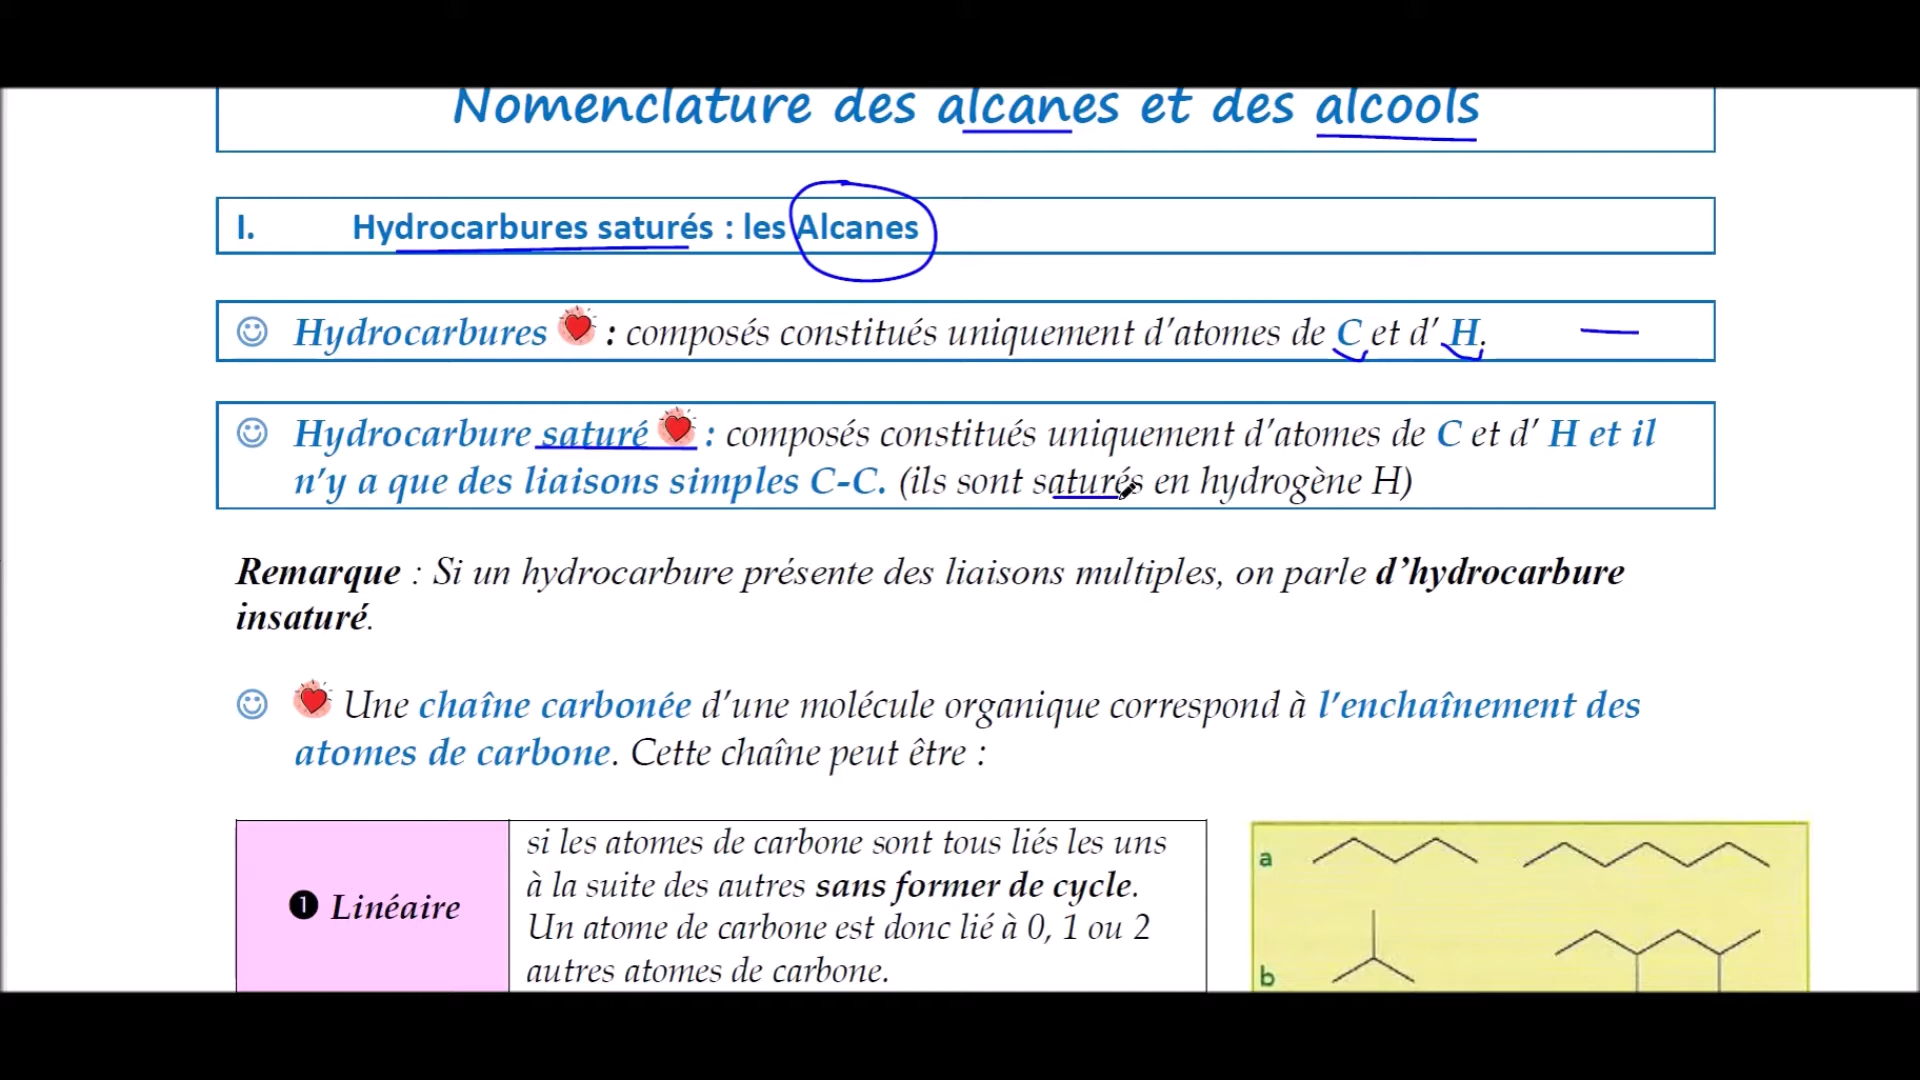 Nomenclature des alcanes et des alcools
I. Hydrocarbures saturés : les Alcanes
Hydrocarbures : composés constitués uniquement d’atomes de C et d’ H.
Hydrocarbure saturé : composés constitués uniquement d’atomes de C et d’ H et il
n’y a que des liaisons simples C-C. (ils sont saturés en hydrogène H)
Remarque : Si un hydrocarbure présente des liaisons multiples, on parle d’hydrocarbure
insaturé.
Une chaîne carbonée d’une molécule organique correspond à l’enchaînement des
atomes de carbone. Cette chaîne peut être :
❶ Linéaire
si les atomes de carbone sont tous liés les uns
à la suite des autres sans former de cycle.
Un atome de carbone est donc lié à 0, 1 ou 2
autres atomes de carbone.
a
b